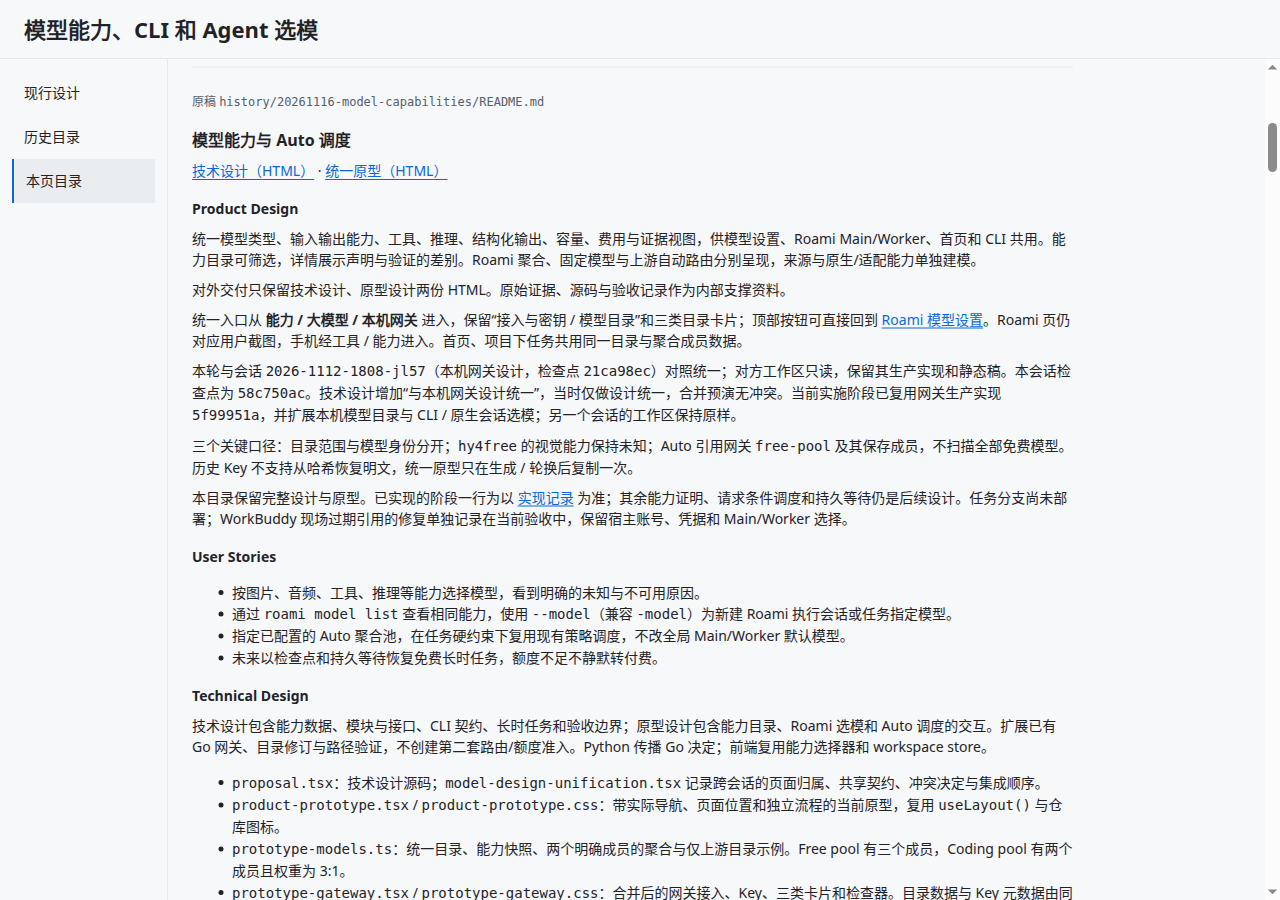 模型能力、CLI 和 Agent 选模
现行设计
历史目录
本页目录
原稿 history/20261116-model-capabilities/README.md
模型能力与 Auto 调度
技术设计（HTML） · 统一原型（HTML）
Product Design
统一模型类型、输入输出能力、工具、推理、结构化输出、容量、费用与证据视图，供模型设置、Roami Main/Worker、首页和 CLI 共用。能
力目录可筛选，详情展示声明与验证的差别。Roami 聚合、固定模型与上游自动路由分别呈现，来源与原生/适配能力单独建模。
对外交付只保留技术设计、原型设计两份 HTML。原始证据、源码与验收记录作为内部支撑资料。
统一入口从 能力 / 大模型 / 本机网关 进入，保留“接入与密钥 / 模型目录”和三类目录卡片；顶部按钮可直接回到 Roami 模型设置。Roami 页仍
对应用户截图，手机经工具 / 能力进入。首页、项目下任务共用同一目录与聚合成员数据。
本轮与会话 2026-1112-1808-jl57（本机网关设计，检查点 21ca98ec）对照统一；对方工作区只读，保留其生产实现和静态稿。本会话检
查点为 58c750ac。技术设计增加“与本机网关设计统一”，当时仅做设计统一，合并预演无冲突。当前实施阶段已复用网关生产实现
5f99951a，并扩展本机模型目录与 CLI / 原生会话选模；另一个会话的工作区保持原样。
三个关键口径：目录范围与模型身份分开；hy4free 的视觉能力保持未知；Auto 引用网关 free-pool 及其保存成员，不扫描全部免费模型。
历史 Key 不支持从哈希恢复明文，统一原型只在生成 / 轮换后复制一次。
本目录保留完整设计与原型。已实现的阶段一行为以 实现记录 为准；其余能力证明、请求条件调度和持久等待仍是后续设计。任务分支尚未部
署；WorkBuddy 现场过期引用的修复单独记录在当前验收中，保留宿主账号、凭据和 Main/Worker 选择。
User Stories
• 按图片、音频、工具、推理等能力选择模型，看到明确的未知与不可用原因。
• 通过 roami model list 查看相同能力，使用 --model（兼容 -model）为新建 Roami 执行会话或任务指定模型。
• 指定已配置的 Auto 聚合池，在任务硬约束下复用现有策略调度，不改全局 Main/Worker 默认模型。
• 未来以检查点和持久等待恢复免费长时任务，额度不足不静默转付费。
Technical Design
技术设计包含能力数据、模块与接口、CLI 契约、长时任务和验收边界；原型设计包含能力目录、Roami 选模和 Auto 调度的交互。扩展已有
Go 网关、目录修订与路径验证，不创建第二套路由/额度准入。Python 传播 Go 决定；前端复用能力选择器和 workspace store。
• proposal.tsx：技术设计源码；model-design-unification.tsx 记录跨会话的页面归属、共享契约、冲突决定与集成顺序。
• product-prototype.tsx / product-prototype.css：带实际导航、页面位置和独立流程的当前原型，复用 useLayout() 与仓
库图标。
• prototype-models.ts：统一目录、能力快照、两个明确成员的聚合与仅上游目录示例。Free pool 有三个成员，Coding pool 有两个
成员且权重为 3:1。
• prototype-gateway.tsx / prototype-gateway.css：合并后的网关接入、Key、三类卡片和检查器。目录数据与 Key 元数据由同